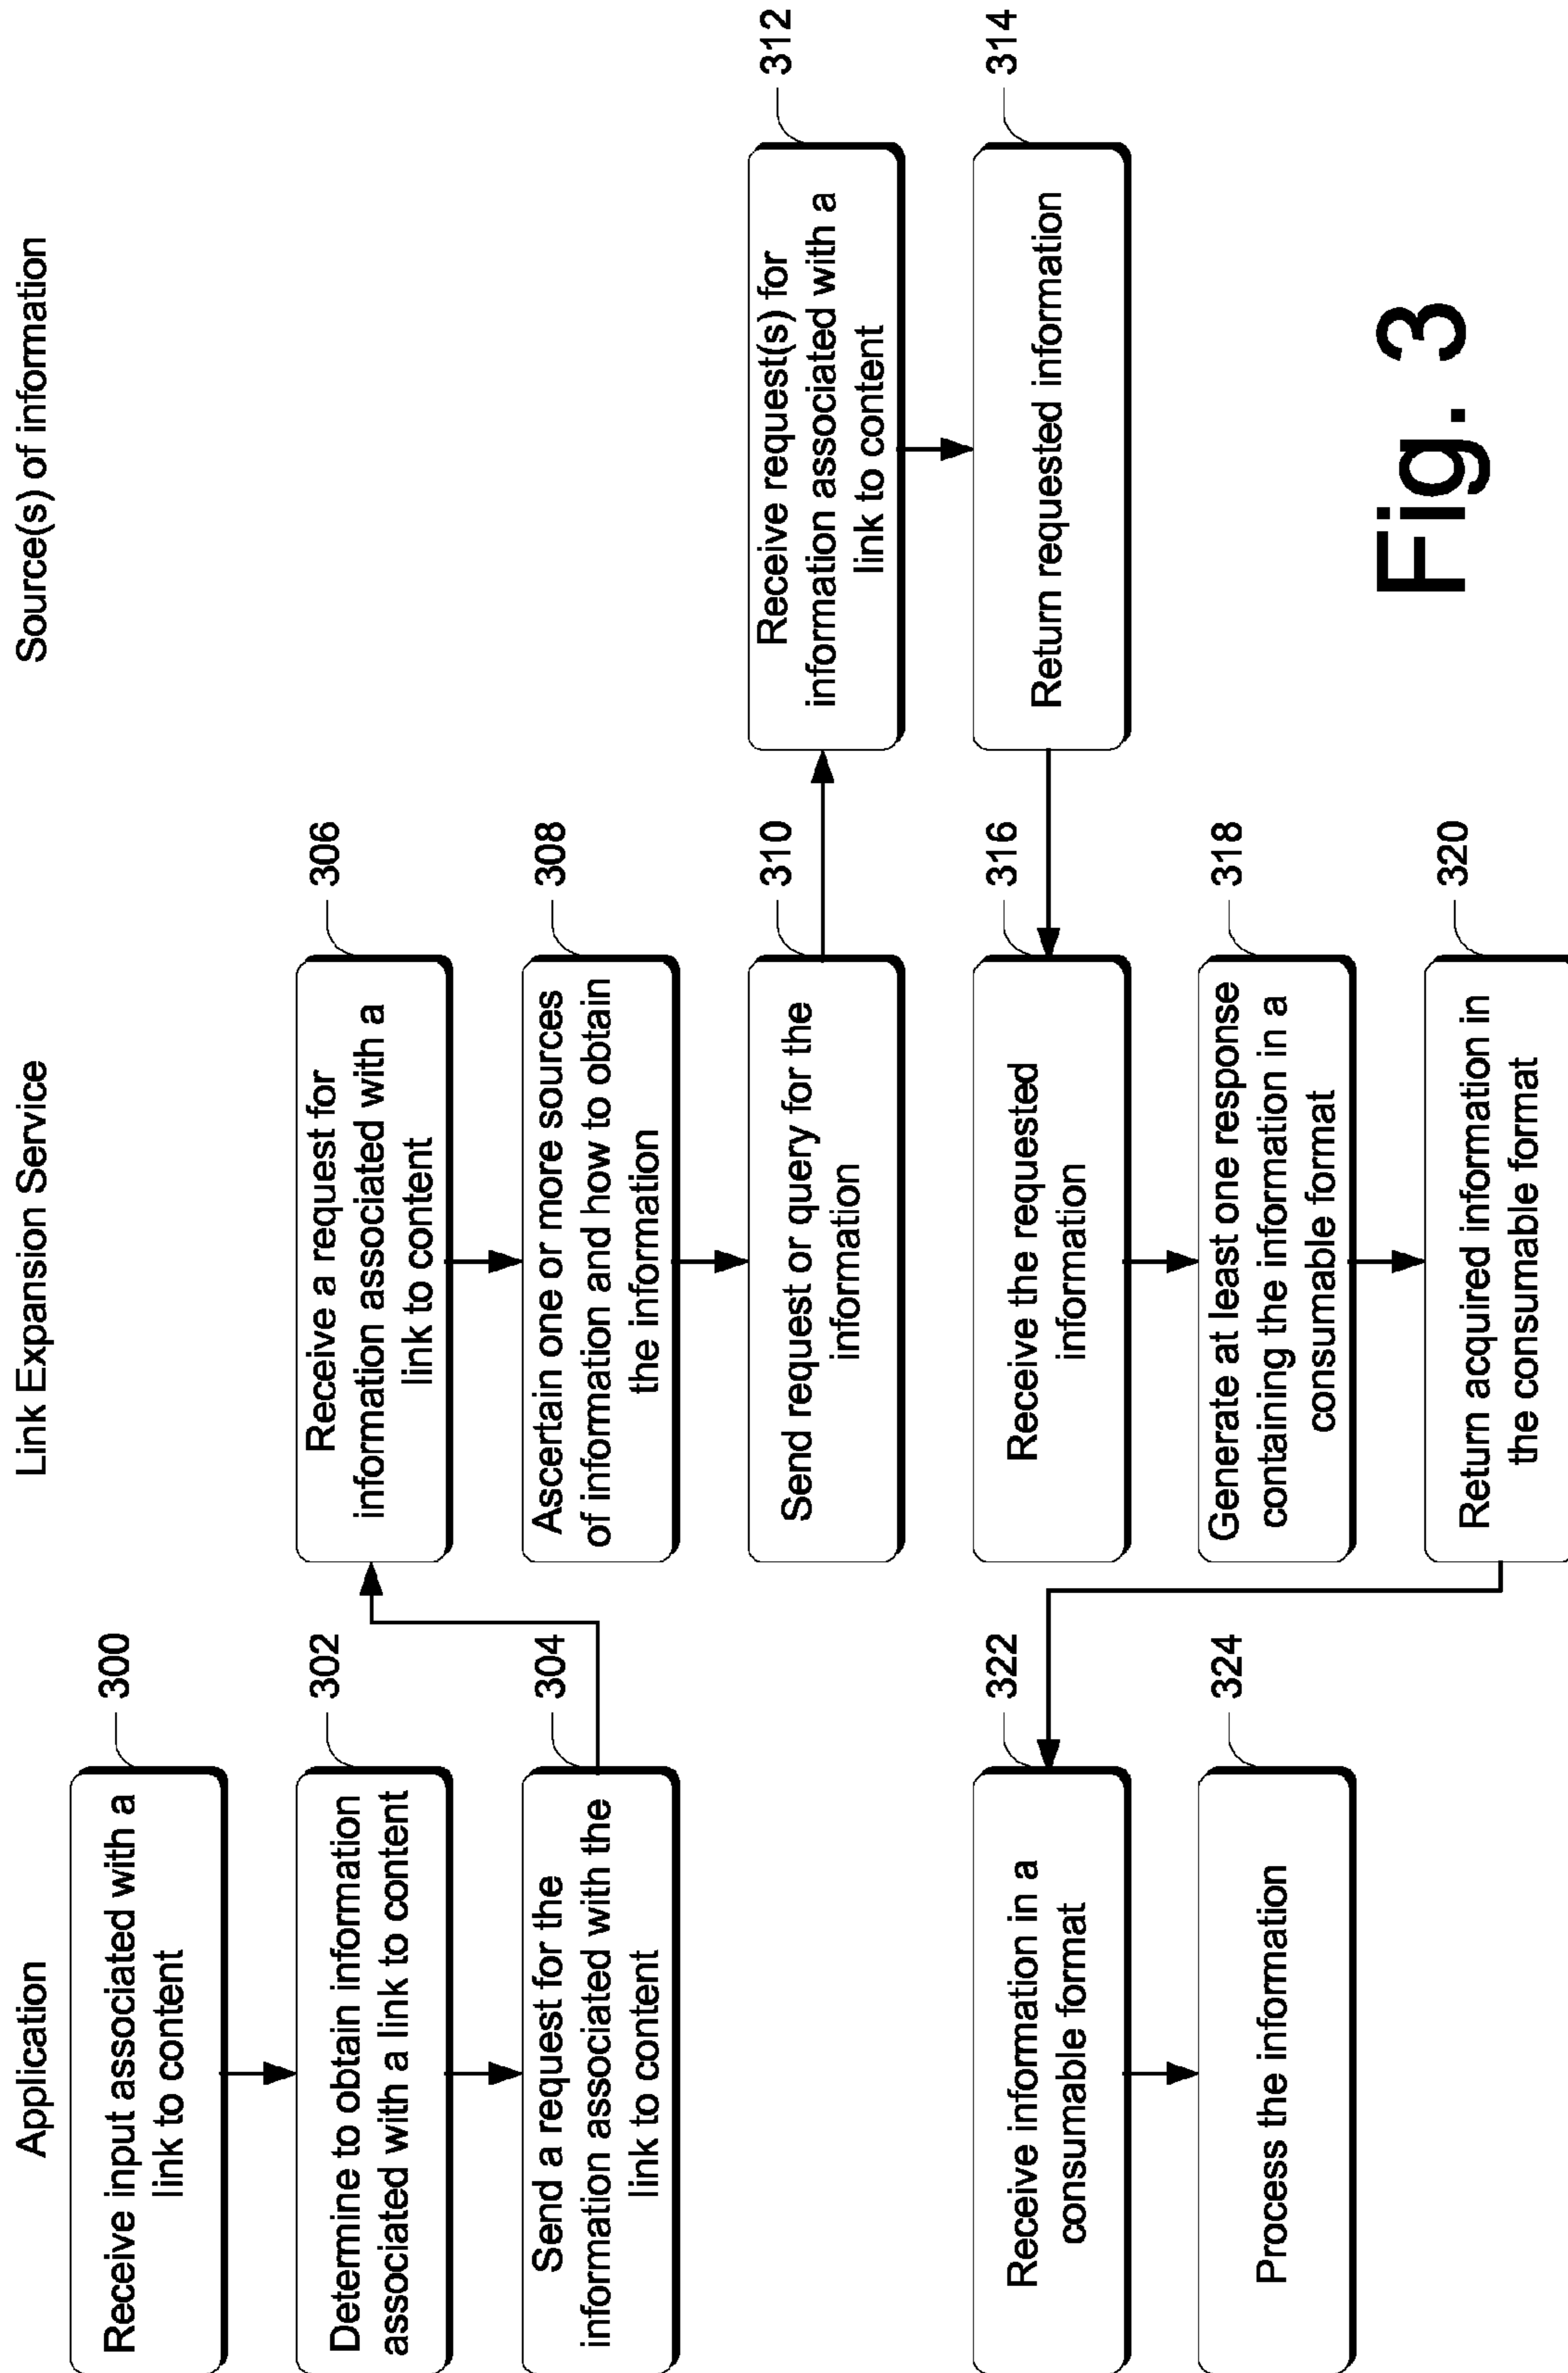 Application
Link Expansion Service
Source(s) of information
300
Receive input associated with a
link to content
302
Determine to obtain information
associated with a link to content
304
Send a request for the
information associated with the
link to content
306
Receive a request for
information associated with a
link to content
308
Ascertain one or more sources
of information and how to obtain
the information
310
Send request or query for the
information
312
Receive request(s) for
information associated with a
link to content
314
Return requested information
316
Receive the requested
information
318
Generate at least one response
containing the information in a
consumable format
320
Return acquired information in
the consumable format
322
Receive information in a
consumable format
324
Process the information
Fig. 3